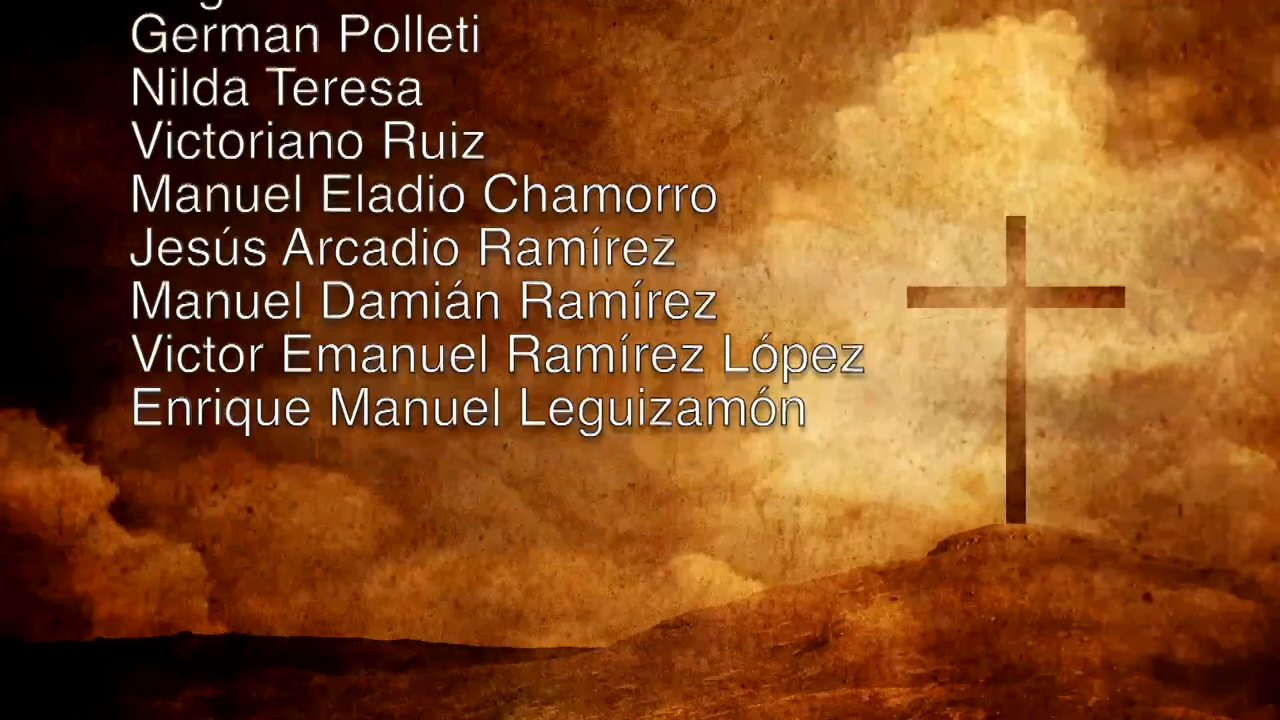 German Polleti
Nilda Teresa
Victoriano Ruiz
Manuel Eladio Chamorro
Jesús Arcadio Ramírez
Manuel Damián Ramírez
Victor Emanuel Ramírez López
Enrique Manuel Leguizamón